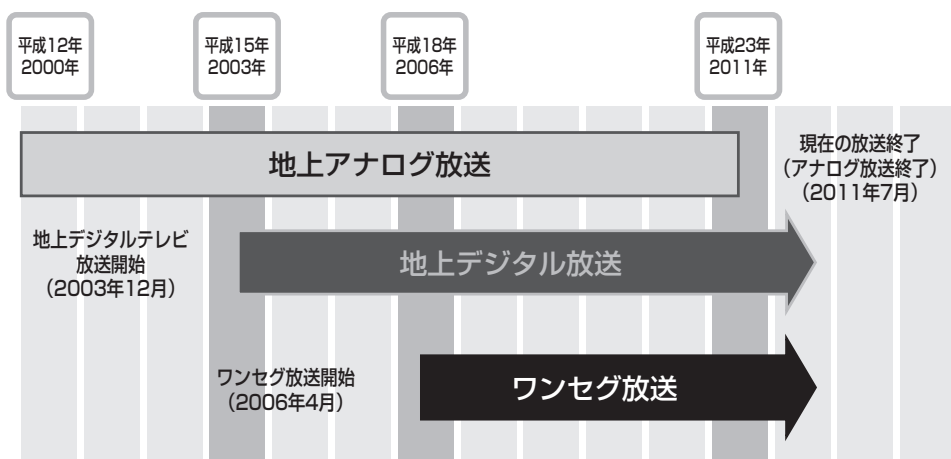 平成12年
2000年
平成15年
2003年
平成18年
2006年
平成23年
2011年
地上アナログ放送
現在の放送終了
（アナログ放送終了）
（2011年7月）
地上デジタルテレビ
放送開始
（2003年12月）
地上デジタル放送
ワンセグ放送開始
（2006年4月）
ワンセグ放送